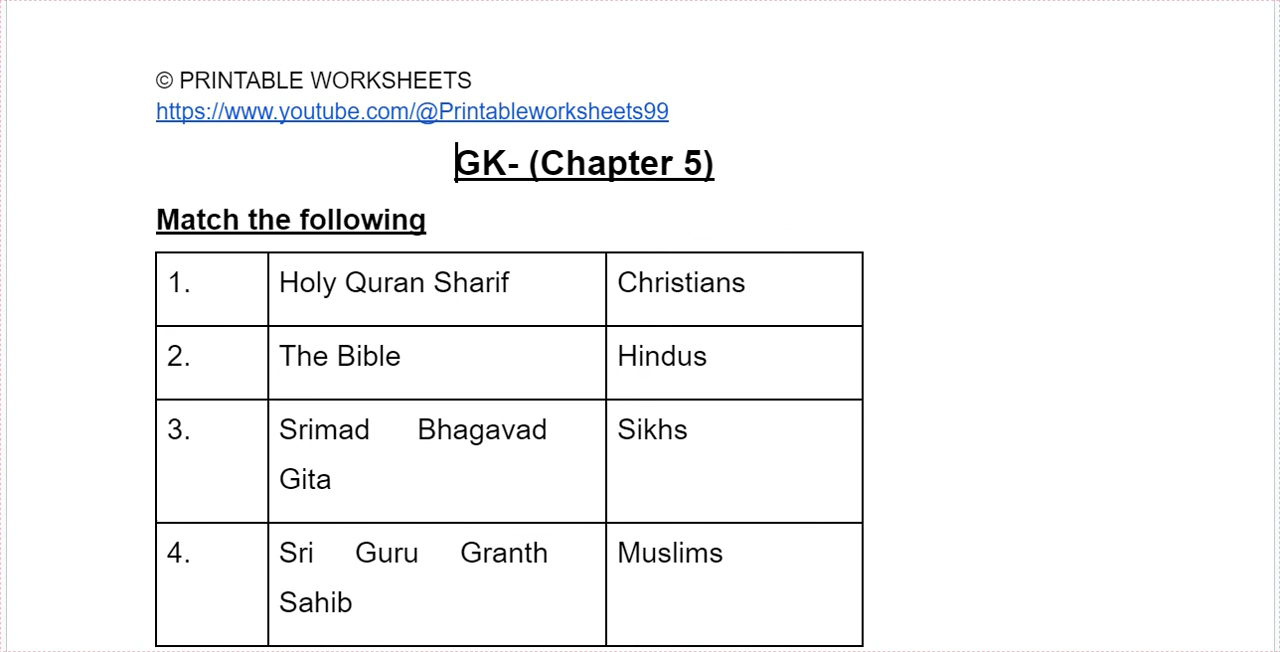 © PRINTABLE WORKSHEETS
https://www.youtube.com/@Printableworksheets99
GK- (Chapter 5)
Match the following
1. Holy Quran Sharif Christians
2. The Bible Hindus
3. Srimad Bhagavad Sikhs
Gita
4. Sri Guru Granth Muslims
Sahib